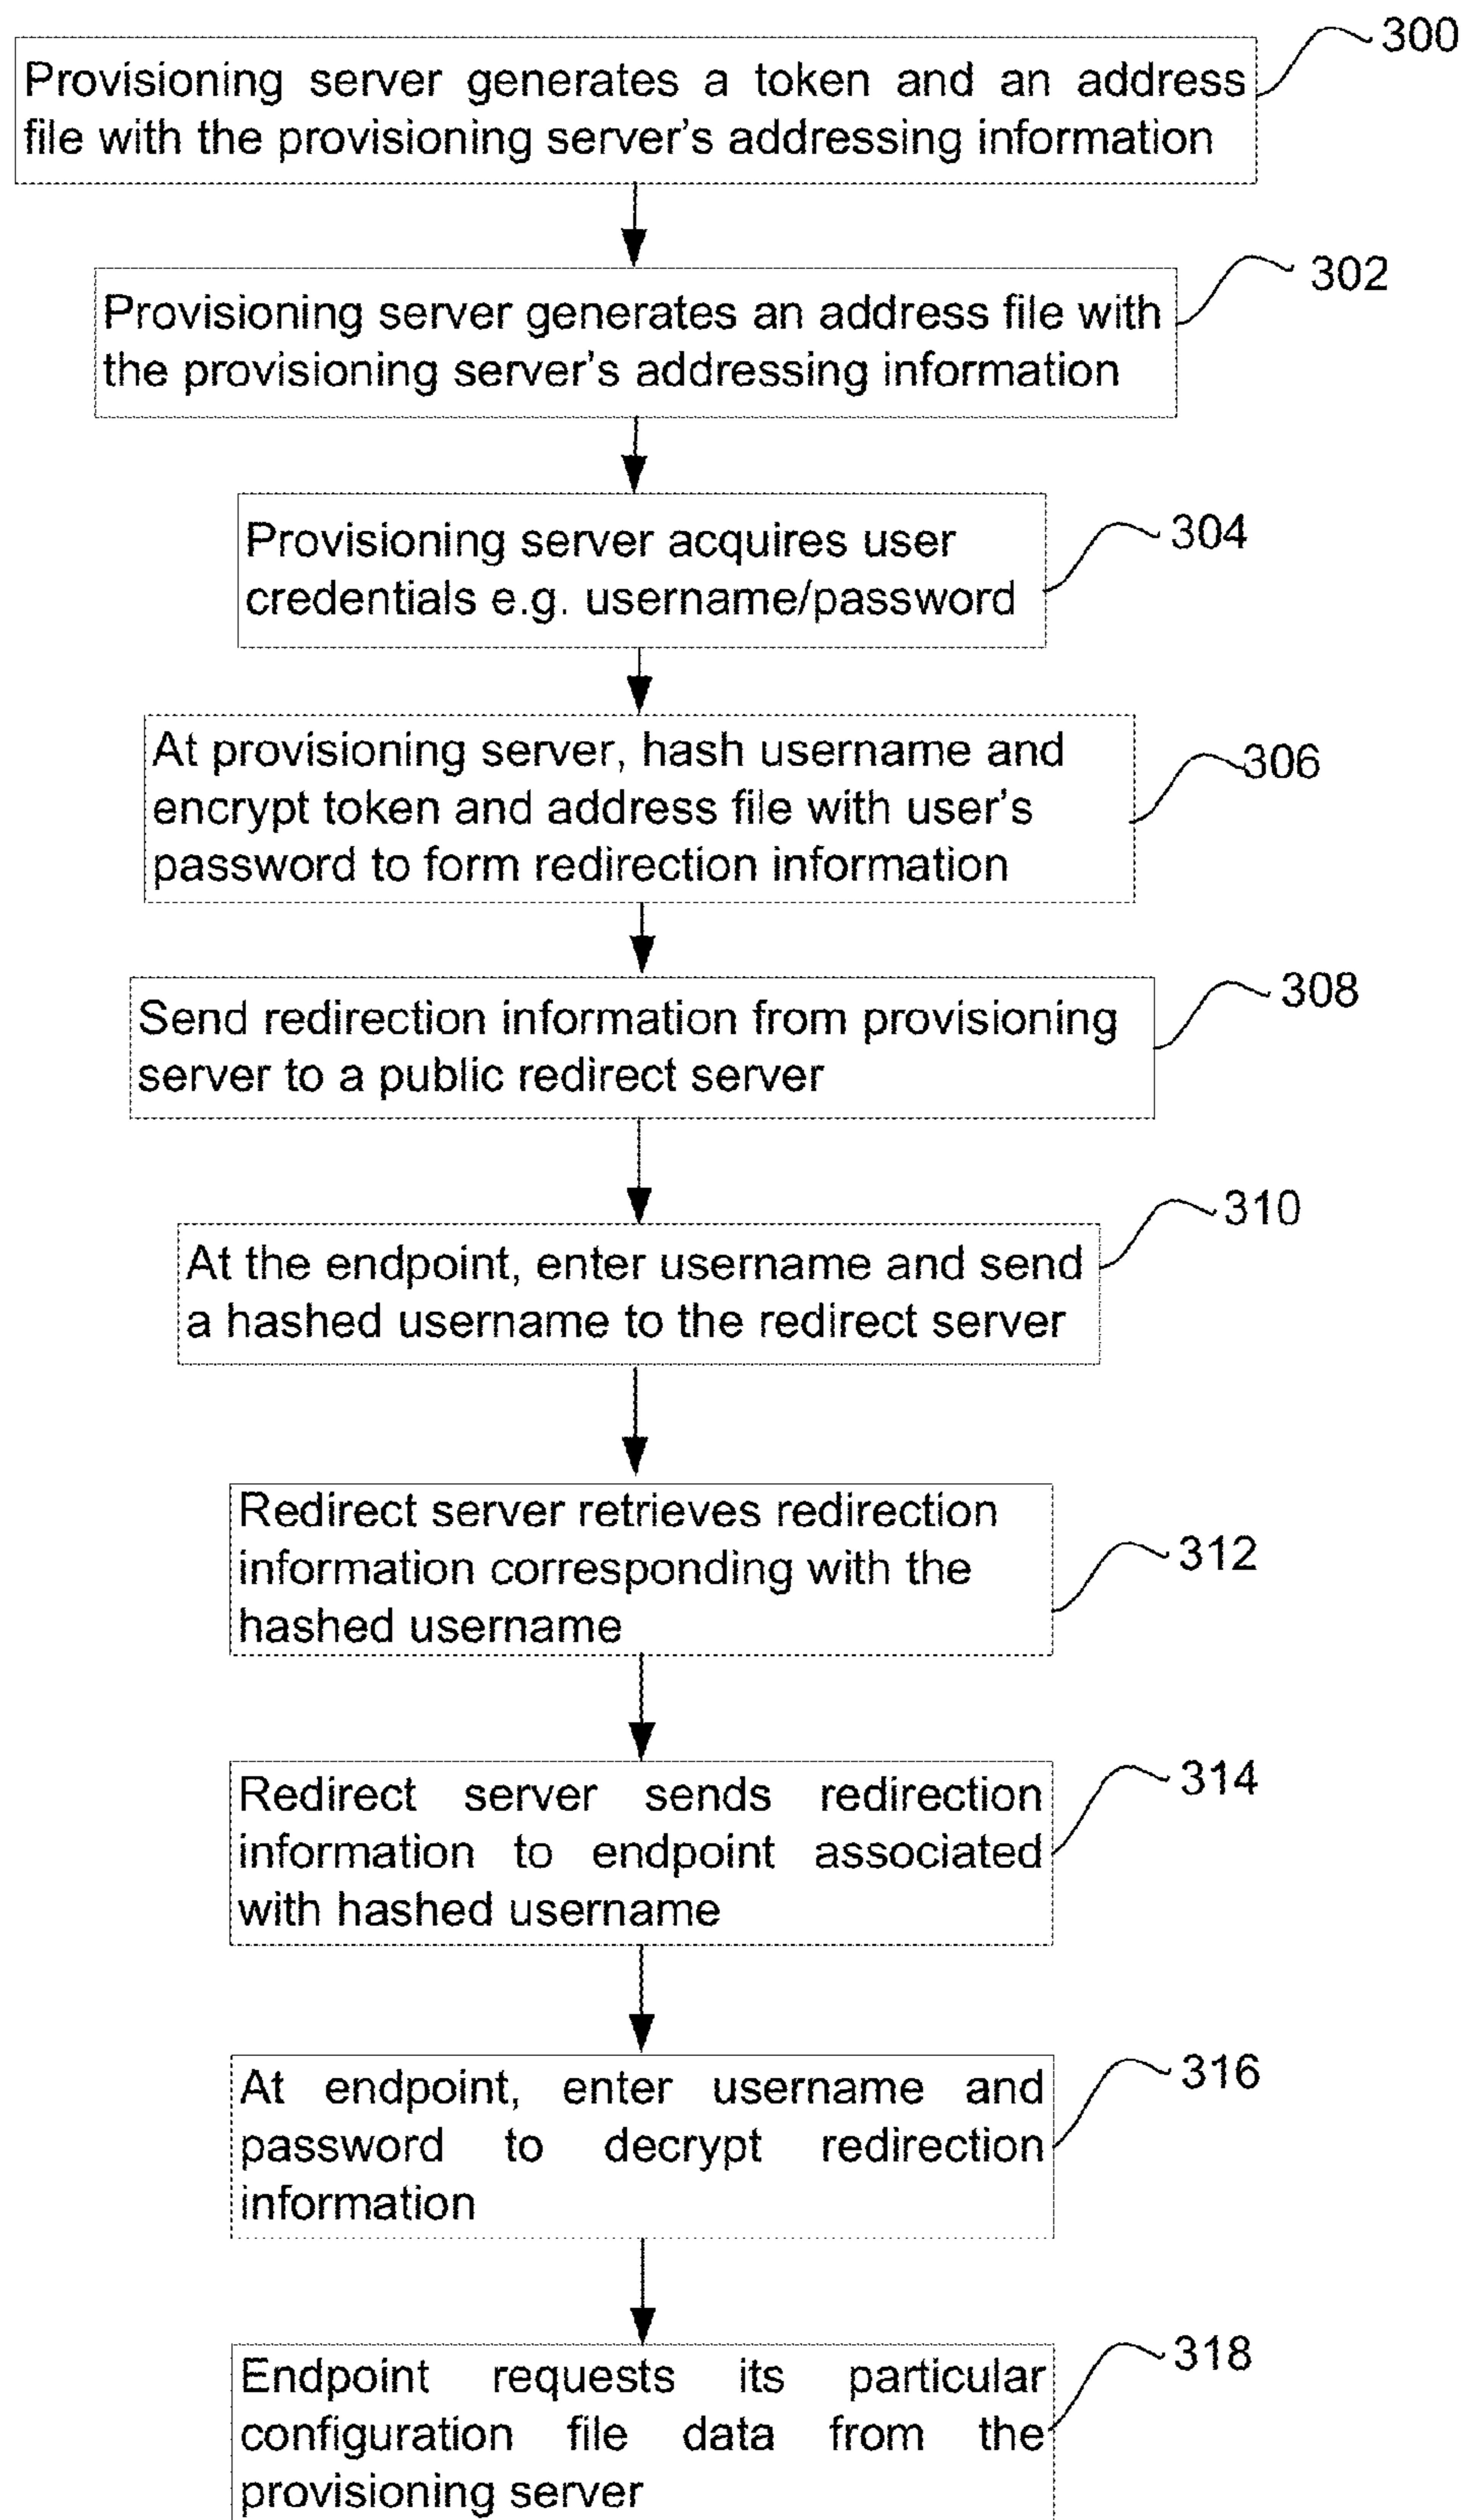 300
Provisioning server generates a token and an address
file with the provisioning server's addressing information
302
Provisioning server generates an address file with
the provisioning server's addressing information
304
Provisioning server acquires user
credentials e.g. username/password
306
At provisioning server, hash username and
encrypt token and address file with user's
password to form redirection information
308
Send redirection information from provisioning
server to a public redirect server
310
At the endpoint, enter username and send
a hashed username to the redirect server
312
Redirect server retrieves redirection
information corresponding with the
hashed username
314
Redirect server sends redirection
information to endpoint associated
with hashed username
316
At endpoint, enter username and
password to decrypt redirection
information
318
Endpoint requests its particular
configuration file data from the
provisioning server